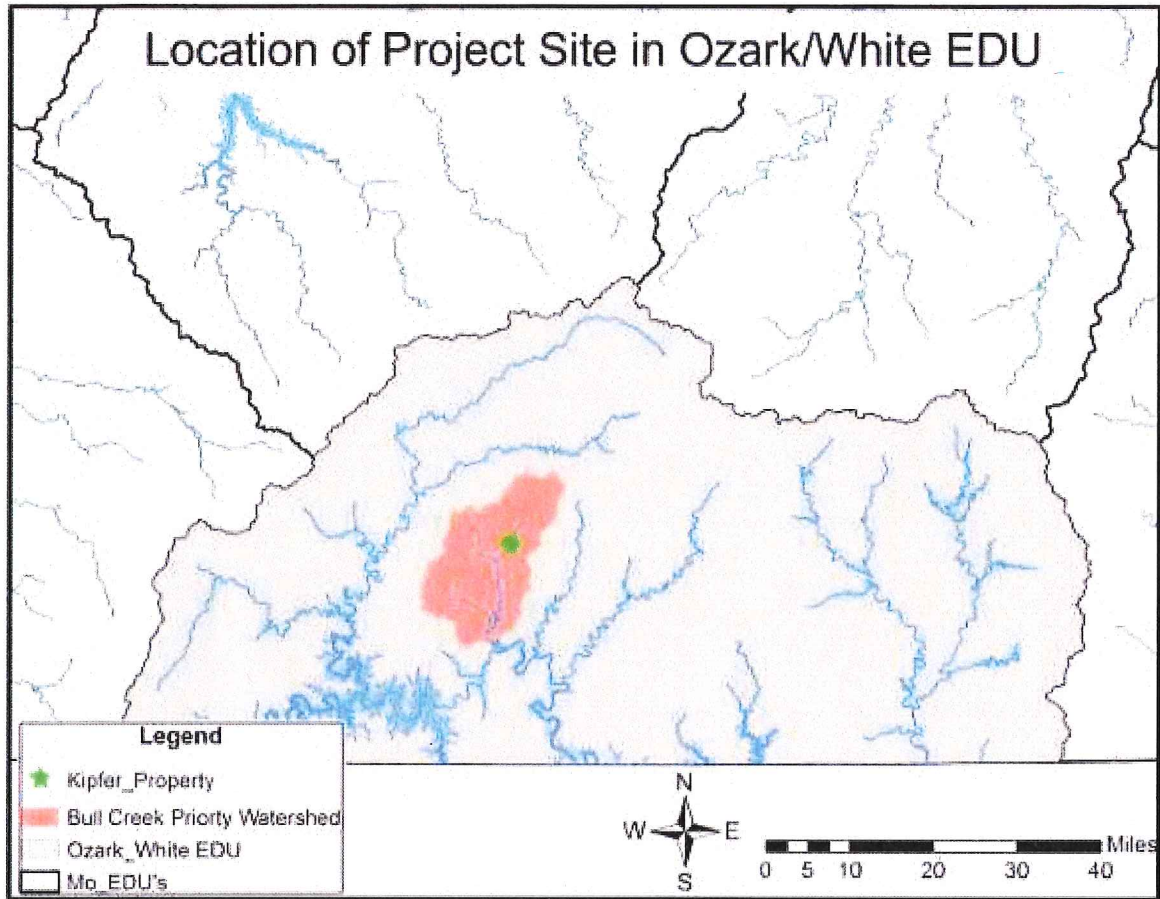 Location of Project Site in Ozark/White EDU
Legend
Kipfer_Property
Bull Creek Priorty Watershed
Ozark_White EDU
Mo_EDU's
N
W E
S
Miles
0 5 10 20 30 40